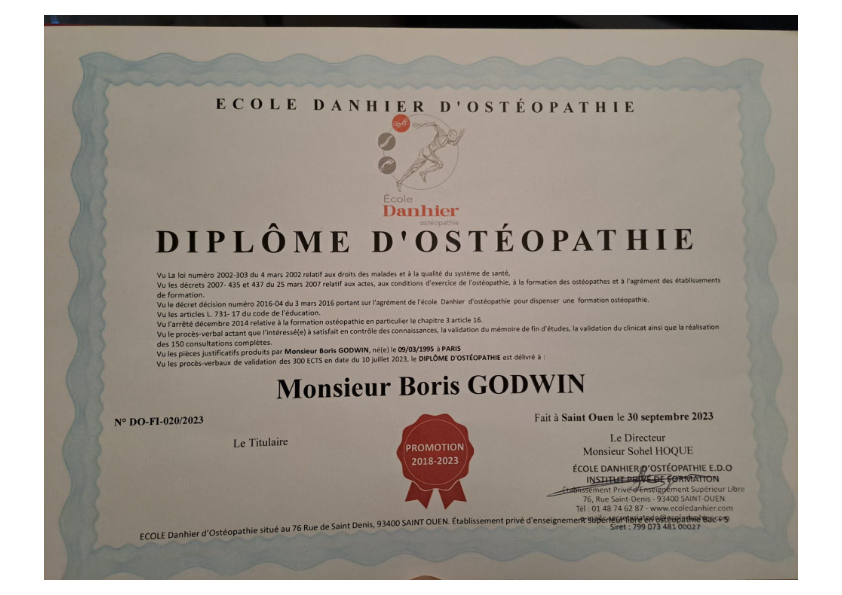 ECOLE DANHIER D'OSTÉOPATHIE
École
Danhier
ostéopathie
DIPLÔME D'OSTÉOPATHIE
Vu La loi numéro 2002-303 du 4 mars 2002 relatif aux droits des malades et à la qualité du système de santé,
Vu les décrets 2007- 435 et 437 du 25 mars 2007 relatif aux actes, aux conditions d'exercice de l'ostéopathie, à la formation des ostéopathes et à l'agrément des établissements
de formation.
Vu le décret décision numéro 2016-04 du 3 mars 2016 portant sur l'agrément de l'école Danhier d'ostéopathie pour dispenser une formation ostéopathie.
Vu les articles L. 731- 17 du code de l'éducation.
Vu l'arrêté décembre 2014 relative à la formation ostéopathie en particulier le chapitre 3 article 16.
Vu le procès-verbal actant que l'intéressé(e) à satisfait en contrôle des connaissances, la validation du mémoire de fin d'études, la validation du clinicat ainsi que la réalisation
des 150 consultations complètes.
Vu les pièces justificatifs produits par Monsieur Boris GODWIN, né(e) le 09/03/1995 à PARIS
Vu les procès-verbaux de validation des 300 ECTS en date du 10 juillet 2023, le DIPLÔME D'OSTÉOPATHIE est délivré à :
Monsieur Boris GODWIN
N° DO-FI-020/2023
Fait à Saint Ouen le 30 septembre 2023
Le Titulaire
PROMOTION
2018-2023
Le Directeur
Monsieur Sohel HOQUE
ÉCOLE DANHIER D'OSTÉOPATHIE E.D.O
INSTITUT PRIVÉ DE FORMATION
Établissement Privé d'Enseignement Supérieur Libre
76, Rue Saint-Denis - 93400 SAINT-OUEN
Tél : 01 48 74 62 87 - www.ecoledanhier.com
ECOLE Danhier d'Ostéopathie situé au 76 Rue de Saint Denis, 93400 SAINT OUEN. Établissement privé d'enseignement supérieur libre en ostéopathie Bac + 5
Siret : 799 073 481 00027